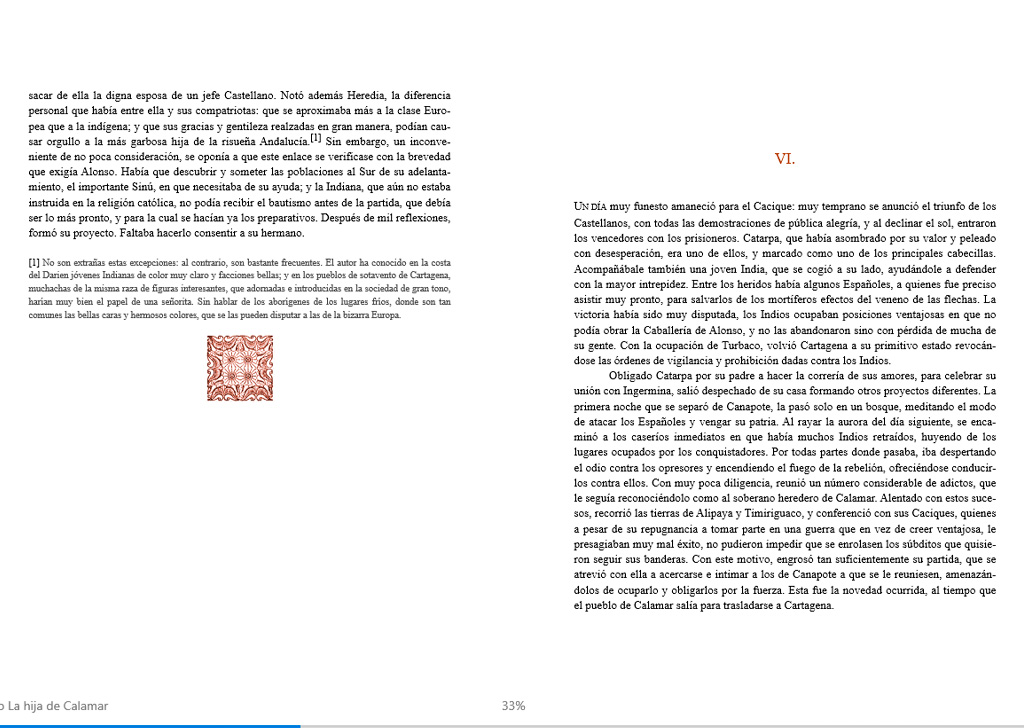 sacar de ella la digna esposa de un jefe Castellano. Notó además Heredia, la diferencia
personal que había entre ella y sus compatriotas: que se aproximaba más a la clase Euro-
pea que a la indígena; y que sus gracias y gentileza realzadas en gran manera, podían cau-
sar orgullo a la más garbosa hija de la risueña Andalucía.[1] Sin embargo, un inconve-
niente de no poca consideración, se oponía a que este enlace se verificase con la brevedad
que exigía Alonso. Había que descubrir y someter las poblaciones al Sur de su adelanta-
miento, el importante Sinú, en que necesitaba de su ayuda; y la Indiana, que aún no estaba
instruida en la religión católica, no podía recibir el bautismo antes de la partida, que debía
ser lo más pronto, y para la cual se hacían ya los preparativos. Después de mil reflexiones,
formó su proyecto. Faltaba hacerlo consentir a su hermano.
[1] No son extrañas estas excepciones: al contrario, son bastante frecuentes. El autor ha conocido en la costa
del Darien jóvenes Indianas de color muy claro y facciones bellas; y en los pueblos de sotavento de Cartagena,
muchachas de la misma raza de figuras interesantes, que adornadas e introducidas en la sociedad de gran tono,
harían muy bien el papel de una señorita. Sin hablar de los aborígenes de los lugares fríos, donde son tan
comunes las bellas caras y hermosos colores, que se las pueden disputar a las de la bizarra Europa.
VI.
UN DÍA muy funesto amaneció para el Cacique: muy temprano se anunció el triunfo de los
Castellanos, con todas las demostraciones de pública alegría, y al declinar el sol, entraron
los vencedores con los prisioneros. Catarpa, que había asombrado por su valor y peleado
con desesperación, era uno de ellos, y marcado como uno de los principales cabecillas.
Acompañábale también una joven India, que se cogió a su lado, ayudándole a defender
con la mayor intrepidez. Entre los heridos había algunos Españoles, a quienes fue preciso
asistir muy pronto, para salvarlos de los mortíferos efectos del veneno de las flechas. La
victoria había sido muy disputada, los Indios ocupaban posiciones ventajosas en que no
podía obrar la Caballería de Alonso, y no las abandonaron sino con pérdida de mucha de
su gente. Con la ocupación de Turbaco, volvió Cartagena a su primitivo estado revocán-
dose las órdenes de vigilancia y prohibición dadas contra los Indios.
Obligado Catarpa por su padre a hacer la correría de sus amores, para celebrar su
unión con Ingermina, salió despechado de su casa formando otros proyectos diferentes. La
primera noche que se separó de Canapote, la pasó solo en un bosque, meditando el modo
de atacar los Españoles y vengar su patria. Al rayar la aurora del día siguiente, se enca-
minó a los caseríos inmediatos en que había muchos Indios retraídos, huyendo de los
lugares ocupados por los conquistadores. Por todas partes donde pasaba, iba despertando
el odio contra los opresores y encendiendo el fuego de la rebelión, ofreciéndose conducir-
los contra ellos. Con muy poca diligencia, reunió un número considerable de adictos, que
le seguía reconociéndolo como al soberano heredero de Calamar. Alentado con estos suce-
sos, recorrió las tierras de Alipaya y Timiriguaco, y conferenció con sus Caciques, quienes
a pesar de su repugnancia a tomar parte en una guerra que en vez de creer ventajosa, le
presagiaban muy mal éxito, no pudieron impedir que se enrolasen los súbditos que quisie-
ron seguir sus banderas. Con este motivo, engrosó tan suficientemente su partida, que se
atrevió con ella a acercarse e intimar a los de Canapote a que se le reuniesen, amenazán-
dolos de ocuparlo y obligarlos por la fuerza. Esta fue la novedad ocurrida, al tiempo que
el pueblo de Calamar salía para trasladarse a Cartagena.
o La hija de Calamar
33%